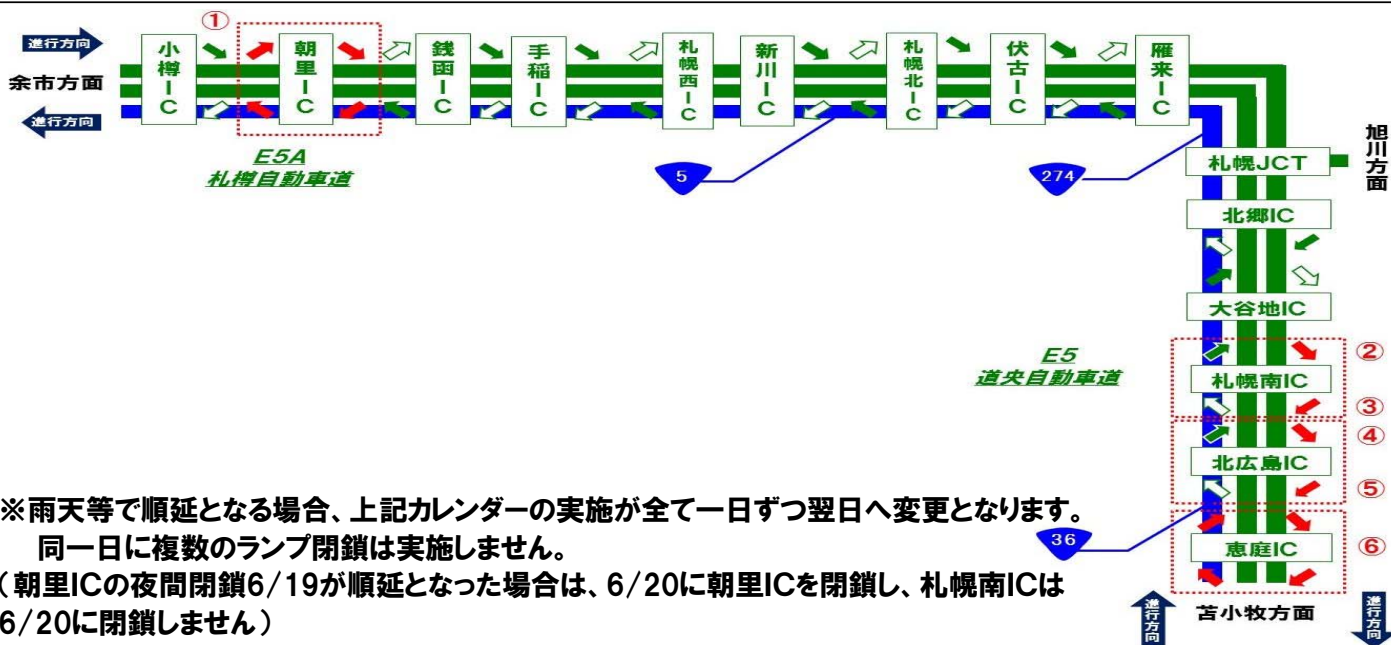 ①
進行方向
余市方面
進行方向
小樽IC
朝里IC
銭函IC
手稲IC
札幌西IC
新川IC
札幌北IC
伏古IC
雁来IC
E5A
札樽自動車道
5
274
旭川方面
札幌JCT
北郷IC
大谷地IC
E5
道央自動車道
②
札幌南IC
③
④
北広島IC
⑤
36
恵庭IC
⑥
進行方向
苫小牧方面
進行方向
※雨天等で順延となる場合、上記カレンダーの実施が全て一日ずつ翌日へ変更となります。
同一日に複数のランプ閉鎖は実施しません。
(朝里ICの夜間閉鎖6/19が順延となった場合は、6/20に朝里ICを閉鎖し、札幌南ICは
6/20に閉鎖しません)